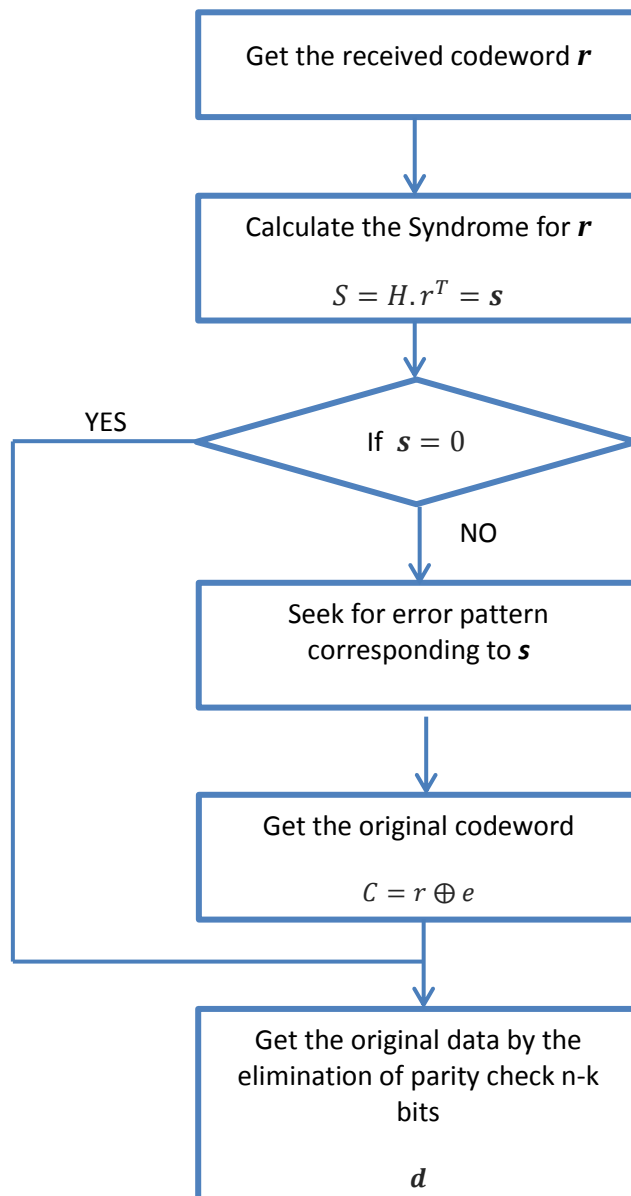 Get the received codeword r
Calculate the Syndrome for r
S = H.r^T = s
YES
If s = 0
NO
Seek for error pattern
corresponding to s
Get the original codeword
C = r ⊕ e
Get the original data by the
elimination of parity check n-k
bits
d